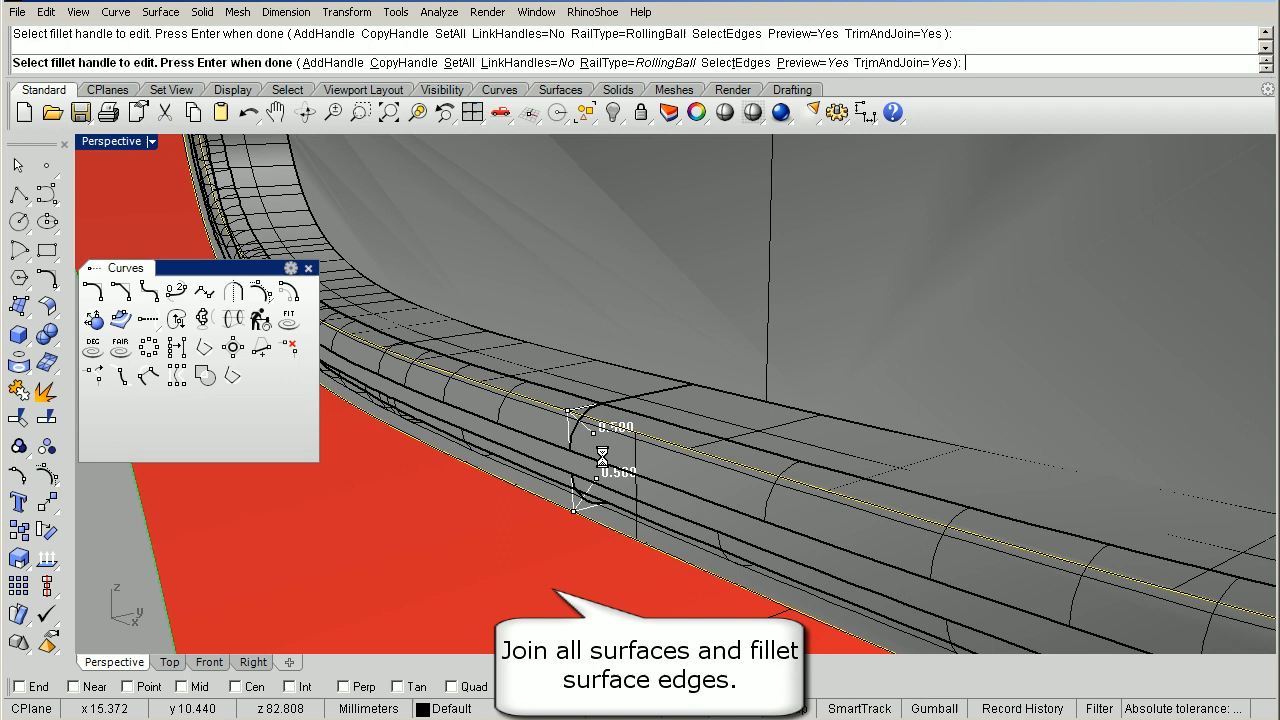 File Edit View Curve Surface Solid Mesh Dimension Transform Tools Analyze Render Window RhinoShoe Help
Select fillet handle to edit. Press Enter when done ( AddHandle CopyHandle SetAll LinkHandles=No RailType=RollingBall SelectEdges Preview=Yes TrimAndJoin=Yes ):
Select fillet handle to edit. Press Enter when done ( AddHandle CopyHandle SetAll LinkHandles=No RailType=RollingBall SelectEdges Preview=Yes TrimAndJoin=Yes ):
Standard CPlanes Set View Display Select Viewport Layout Visibility Curves Surfaces Solids Meshes Render Drafting
Perspective
Curves
FIT
DEG FAIR
0.500
0.500
z
y
x
Join all surfaces and fillet
surface edges.
Perspective Top Front Right
End Near Point Mid Cen Int Perp Tan Quad
CPlane x 15.372 y 10.440 z 82.808 Millimeters Default SmartTrack Gumball Record History Filter Absolute tolerance: ...